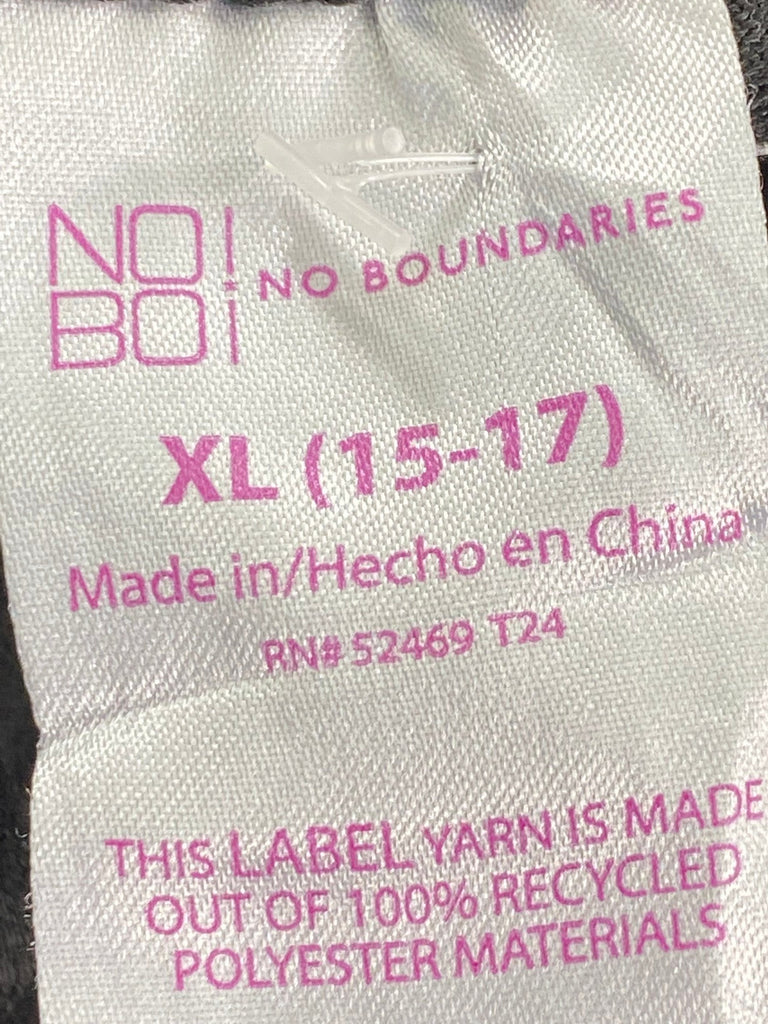 NO
BO
NO BOUNDARIES
XL (15-17)
Made in/Hecho en China
RN# 52469 T24
THIS LABEL YARN IS MADE
OUT OF 100% RECYCLED
POLYESTER MATERIALS